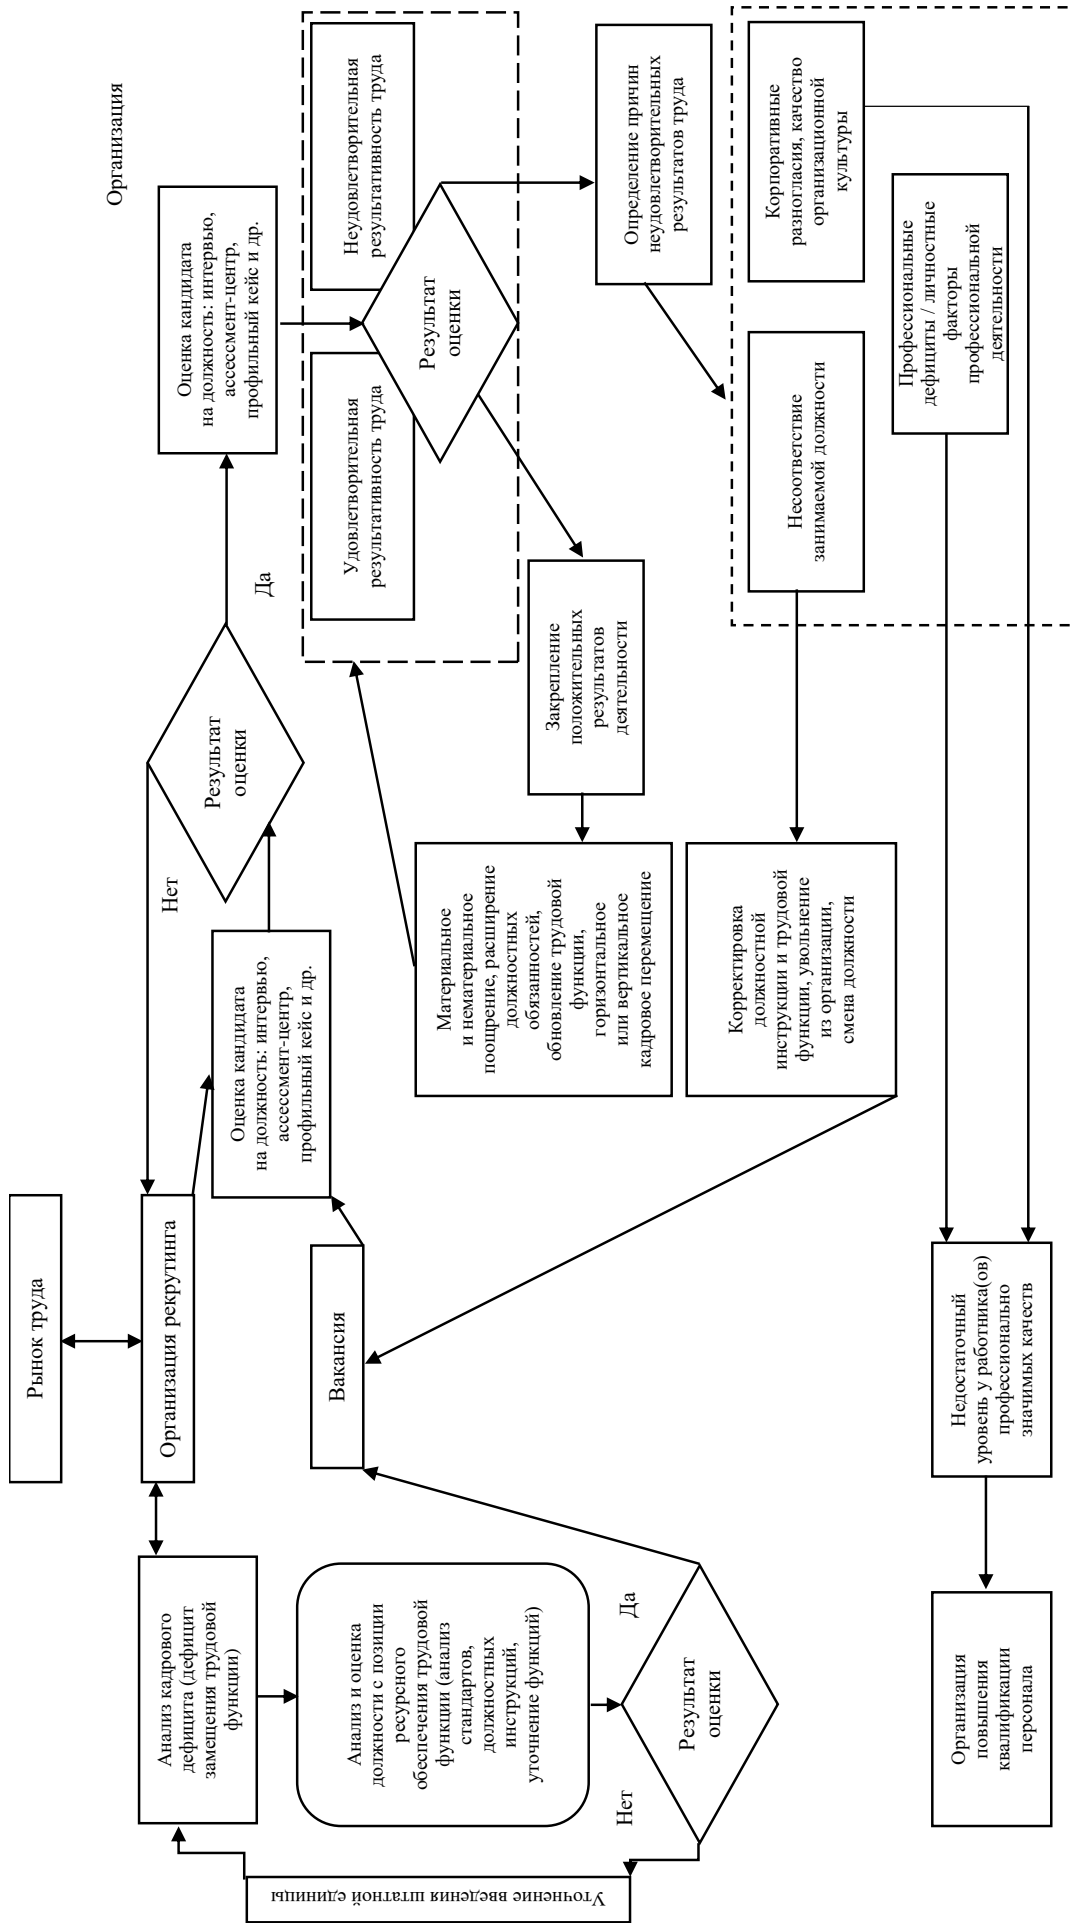 Рынок труда
Организация
Организация рекрутинга
Анализ кадрового
дефицита (дефицит
замещения трудовой
функции)
Нет
Да
Оценка кандидата
на должность: интервью,
ассессмент-центр,
профильный кейс и др.
Результат
оценки
Оценка кандидата
на должность: интервью,
ассессмент-центр,
профильный кейс и др.
Уточнение введения штатной единицы
Анализ и оценка
должности с позиции
ресурсного
обеспечения трудовой
функции (анализ
стандартов,
должностных
инструкций,
уточнение функций)
Вакансия
Удовлетворительная
результативность труда
Неудовлетворительная
результативность труда
Результат
оценки
Нет
Да
Результат
оценки
Материальное
и нематериальное
поощрение, расширение
должностных
обязанностей,
обновление трудовой
функции,
горизонтальное
или вертикальное
кадровое перемещение
Закрепление
положительных
результатов
деятельности
Определение причин
неудовлетворительных
результатов труда
Корректировка
должностной
инструкции и трудовой
функции, увольнение
из организации,
смена должности
Несоответствие
занимаемой должности
Корпоративные
разногласия, качество
организационной
культуры
Профессиональные
дефициты / личностные
факторы
профессиональной
деятельности
Организация
повышения
квалификации
персонала
Недостаточный
уровень у работника(ов)
профессионально
значимых качеств